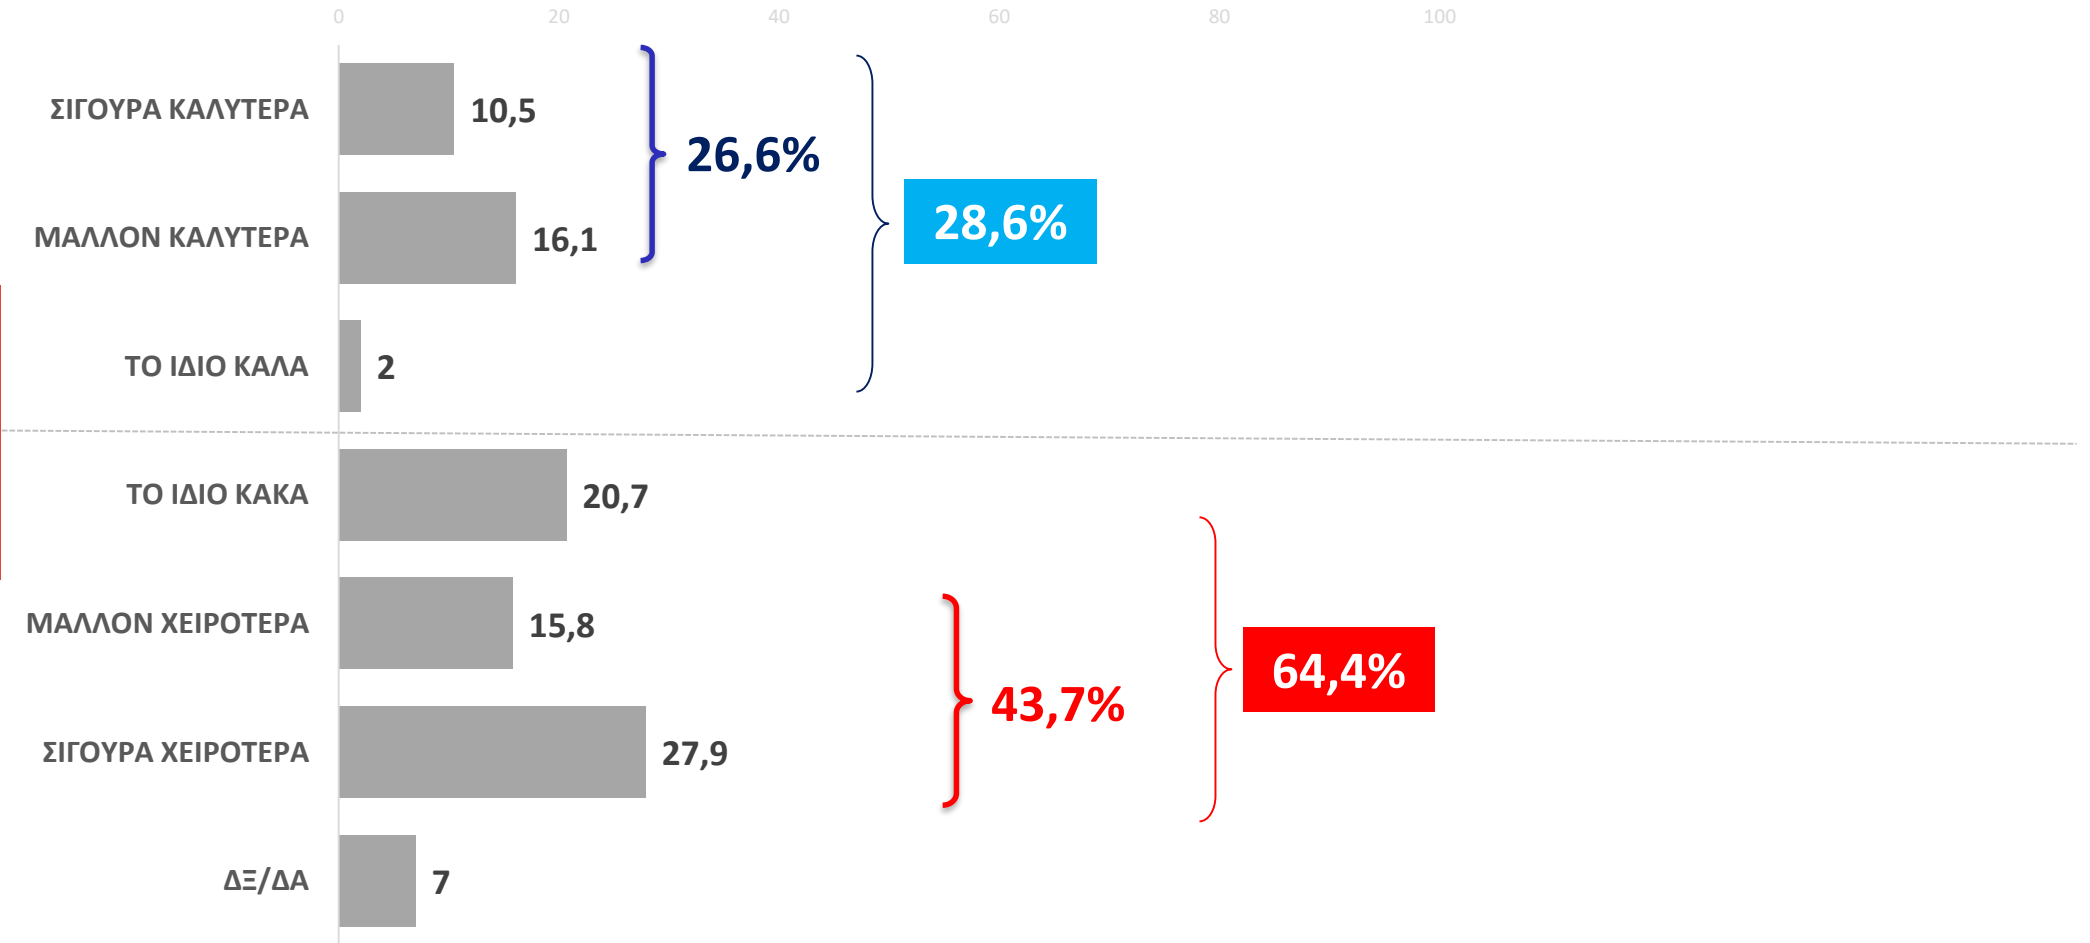 0 20 40 60 80 100
ΣΙΓΟΥΡΑ ΚΑΛΥΤΕΡΑ 10,5
26,6%
ΜΑΛΛΟΝ ΚΑΛΥΤΕΡΑ 16,1
28,6%
ΤΟ ΙΔΙΟ ΚΑΛΑ 2
ΤΟ ΙΔΙΟ ΚΑΚΑ 20,7
ΜΑΛΛΟΝ ΧΕΙΡΟΤΕΡΑ 15,8
64,4%
43,7%
ΣΙΓΟΥΡΑ ΧΕΙΡΟΤΕΡΑ 27,9
ΔΞ/ΔΑ 7